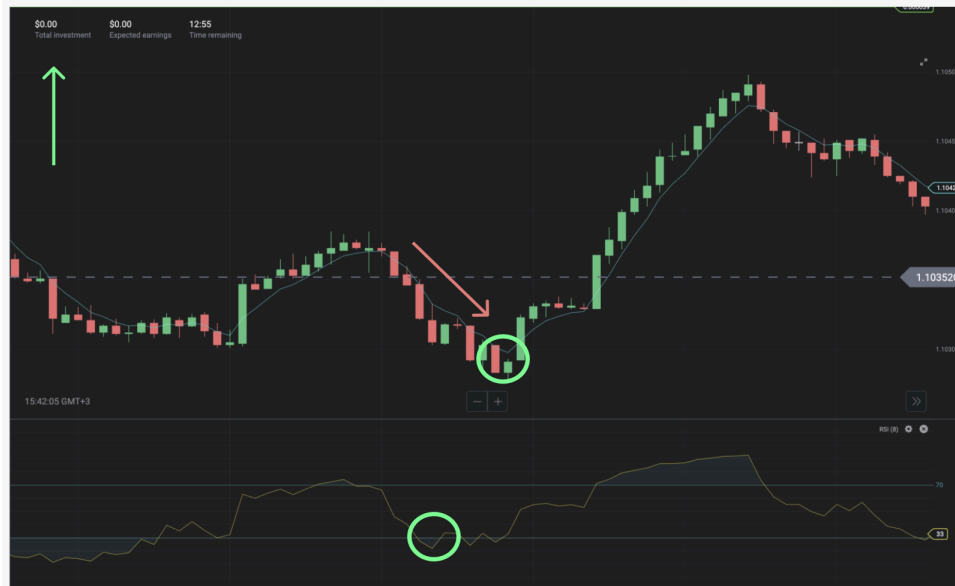 $0.00 $0.00 12:55
Total investment Expected earnings Time remaining
1.1050
1.1045
1.1042
1.1040
1.10352
1.1030
15:42:05 GMT+3
RSI (8)
70
33